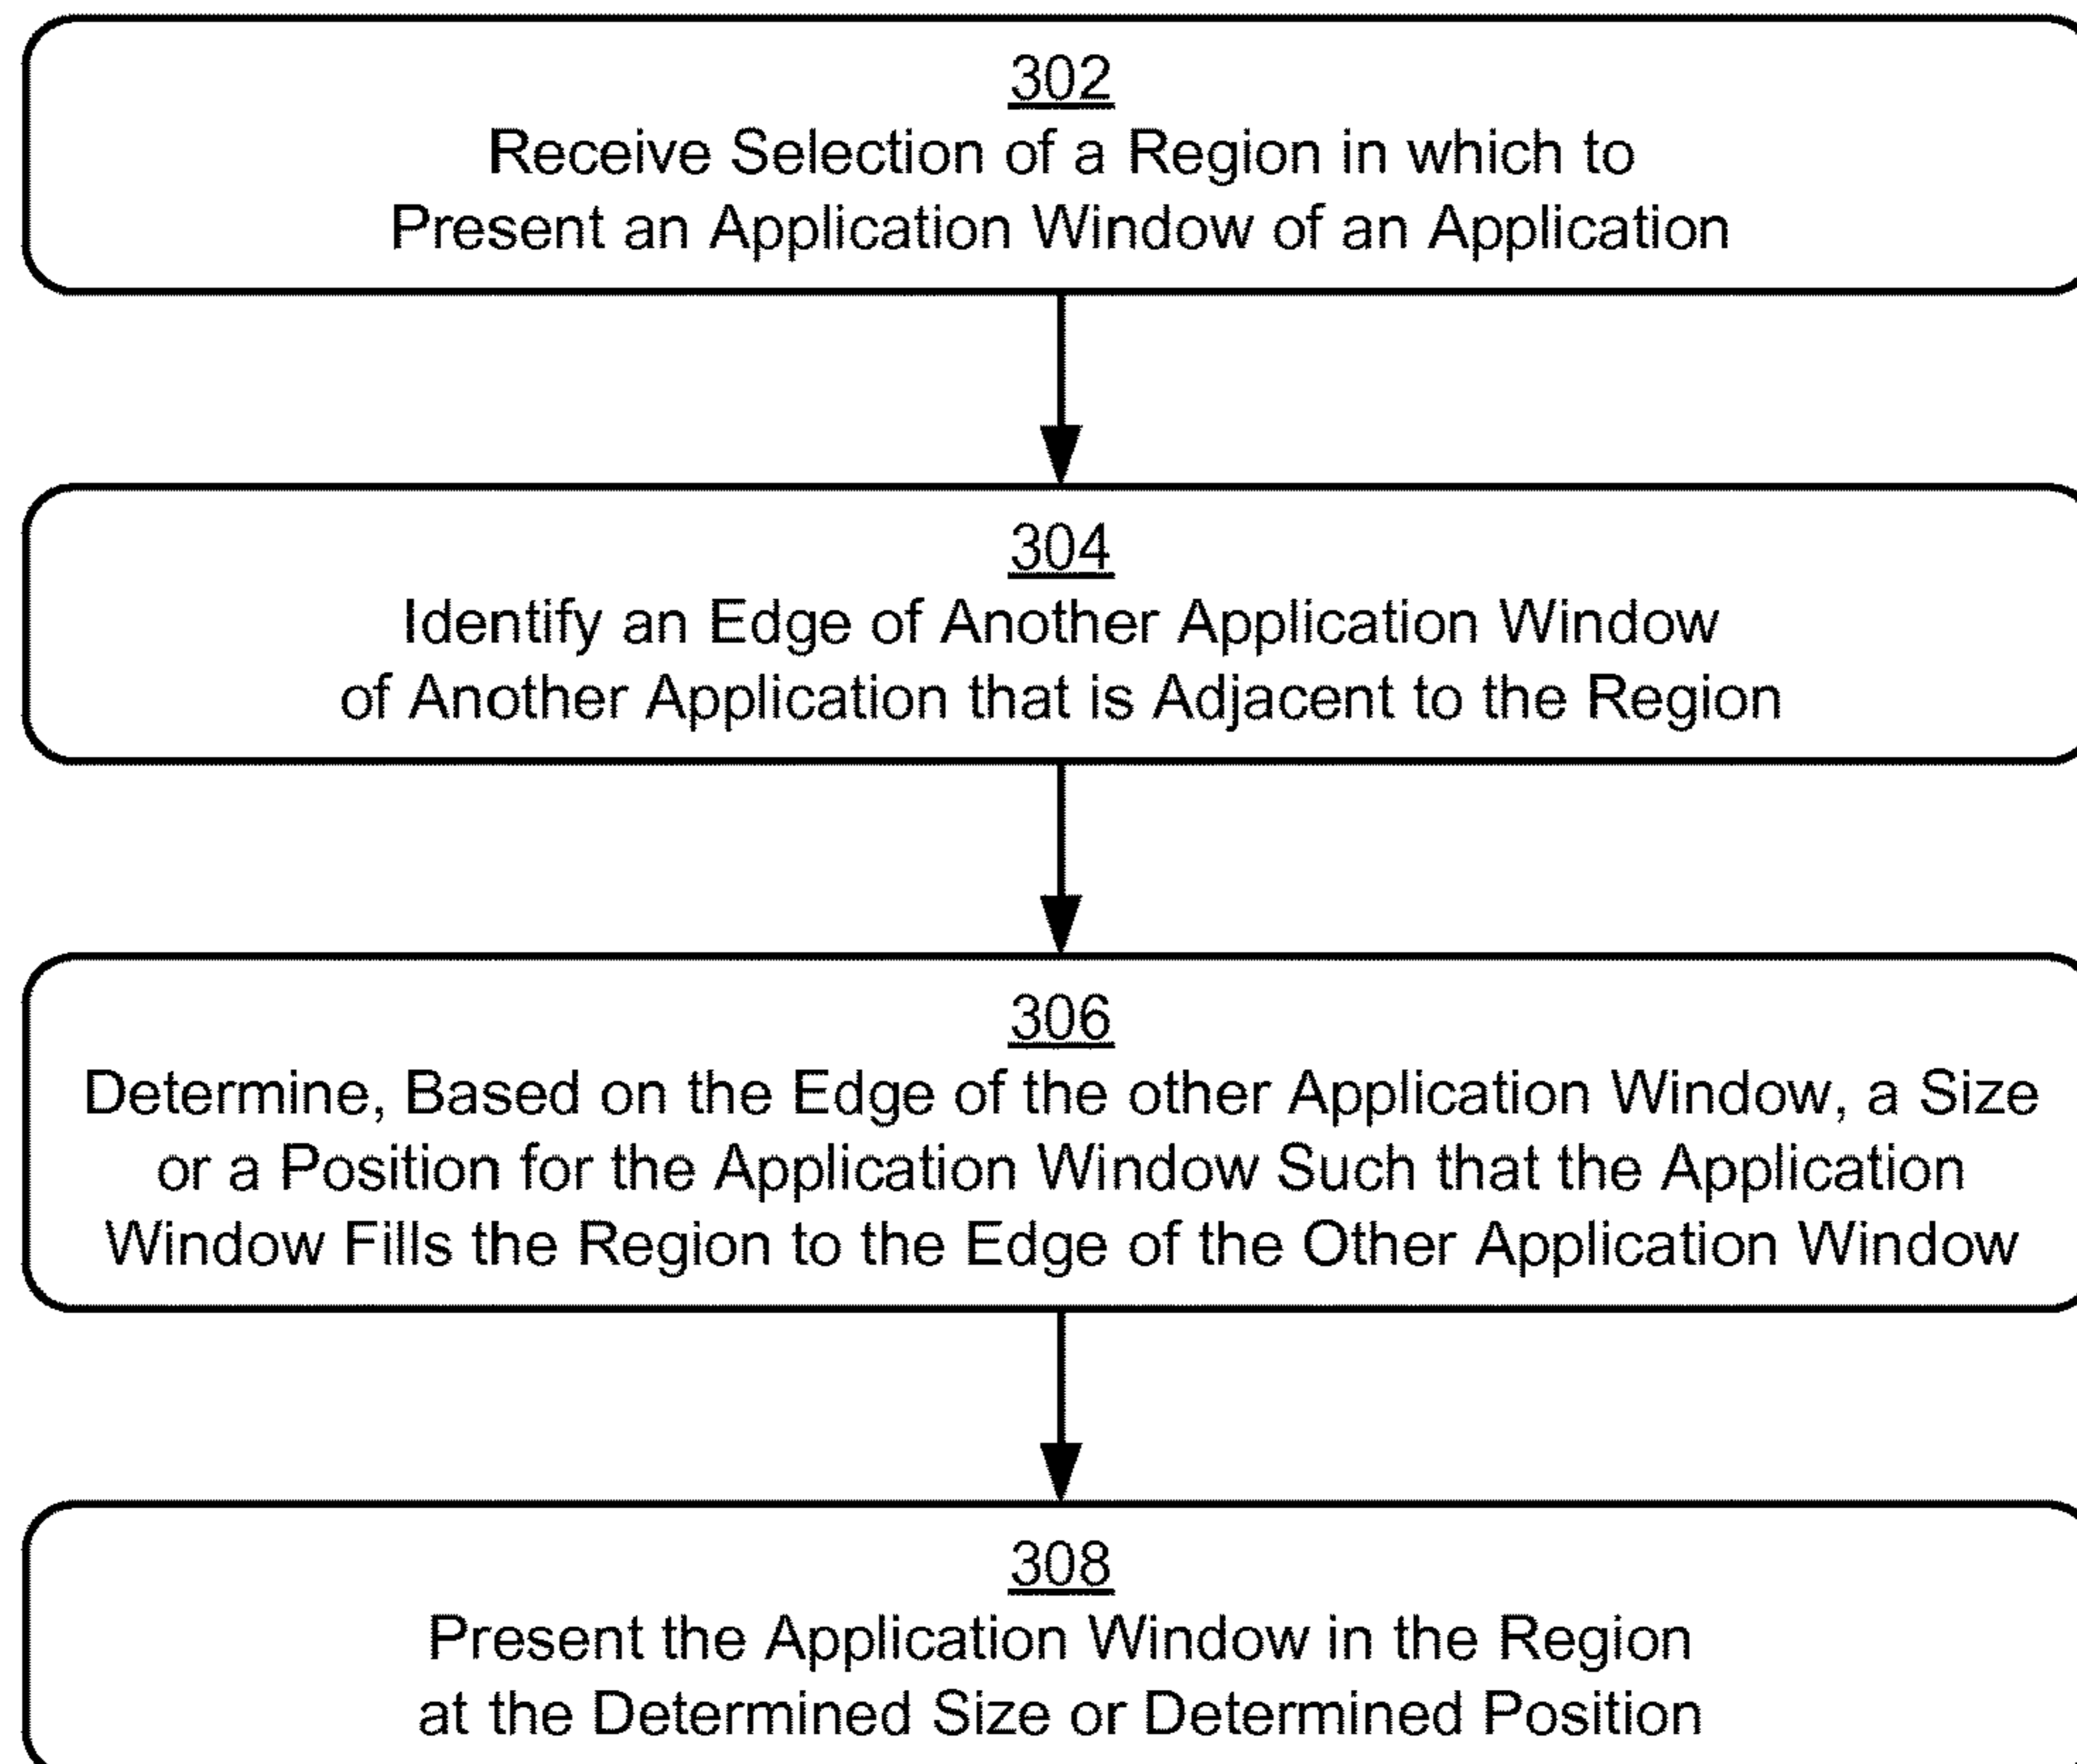 302
Receive Selection of a Region in which to
Present an Application Window of an Application
304
Identify an Edge of Another Application Window
of Another Application that is Adjacent to the Region
306
Determine, Based on the Edge of the other Application Window, a Size
or a Position for the Application Window Such that the Application
Window Fills the Region to the Edge of the Other Application Window
308
Present the Application Window in the Region
at the Determined Size or Determined Position